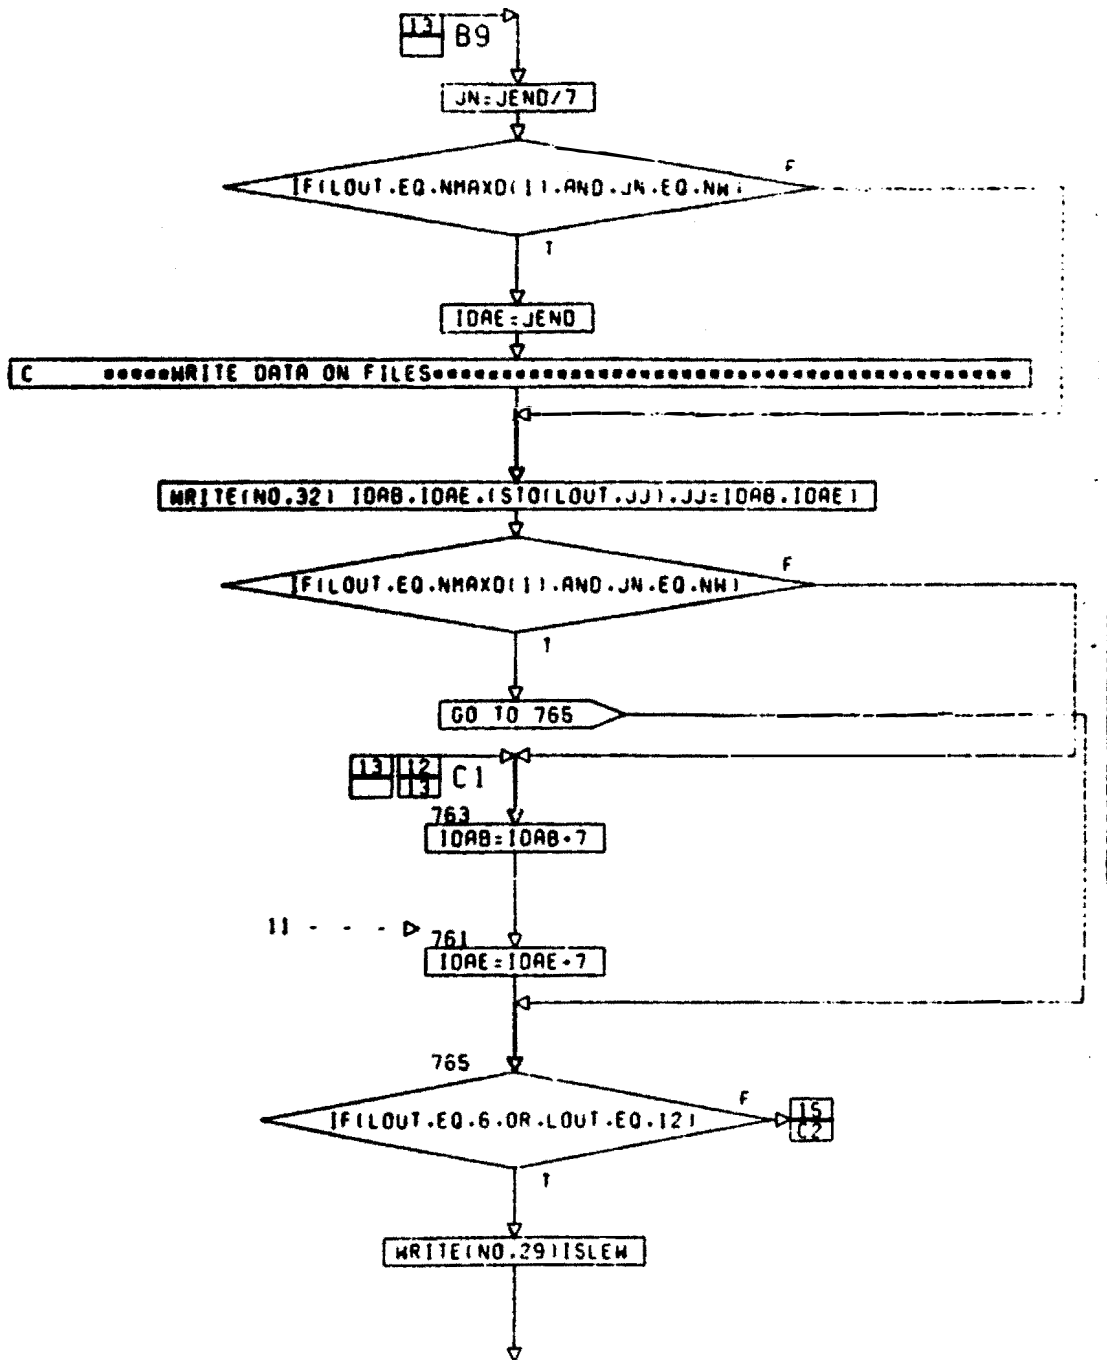 13
B9
JN=JEND/7
F
IF(LOUT.EQ.NMAXO(1).AND.JN.EQ.NW)
T
IDAE=JEND
C *****WRITE DATA ON FILES******************************************
WRITE(NO.32) IDAB.IDAE.(STO(LOUT.JJ).JJ=IDAB.IDAE)
F
IF(LOUT.EQ.NMAXO(1).AND.JN.EQ.NW)
T
GO TO 765
13 12
13
C1
763
IDAB=IDAB+7
11 - - -
761
IDAE=IDAE+7
765
F
IF(LOUT.EQ.6.OR.LOUT.EQ.12)
15
C2
T
WRITE(NO.29)ISLEW